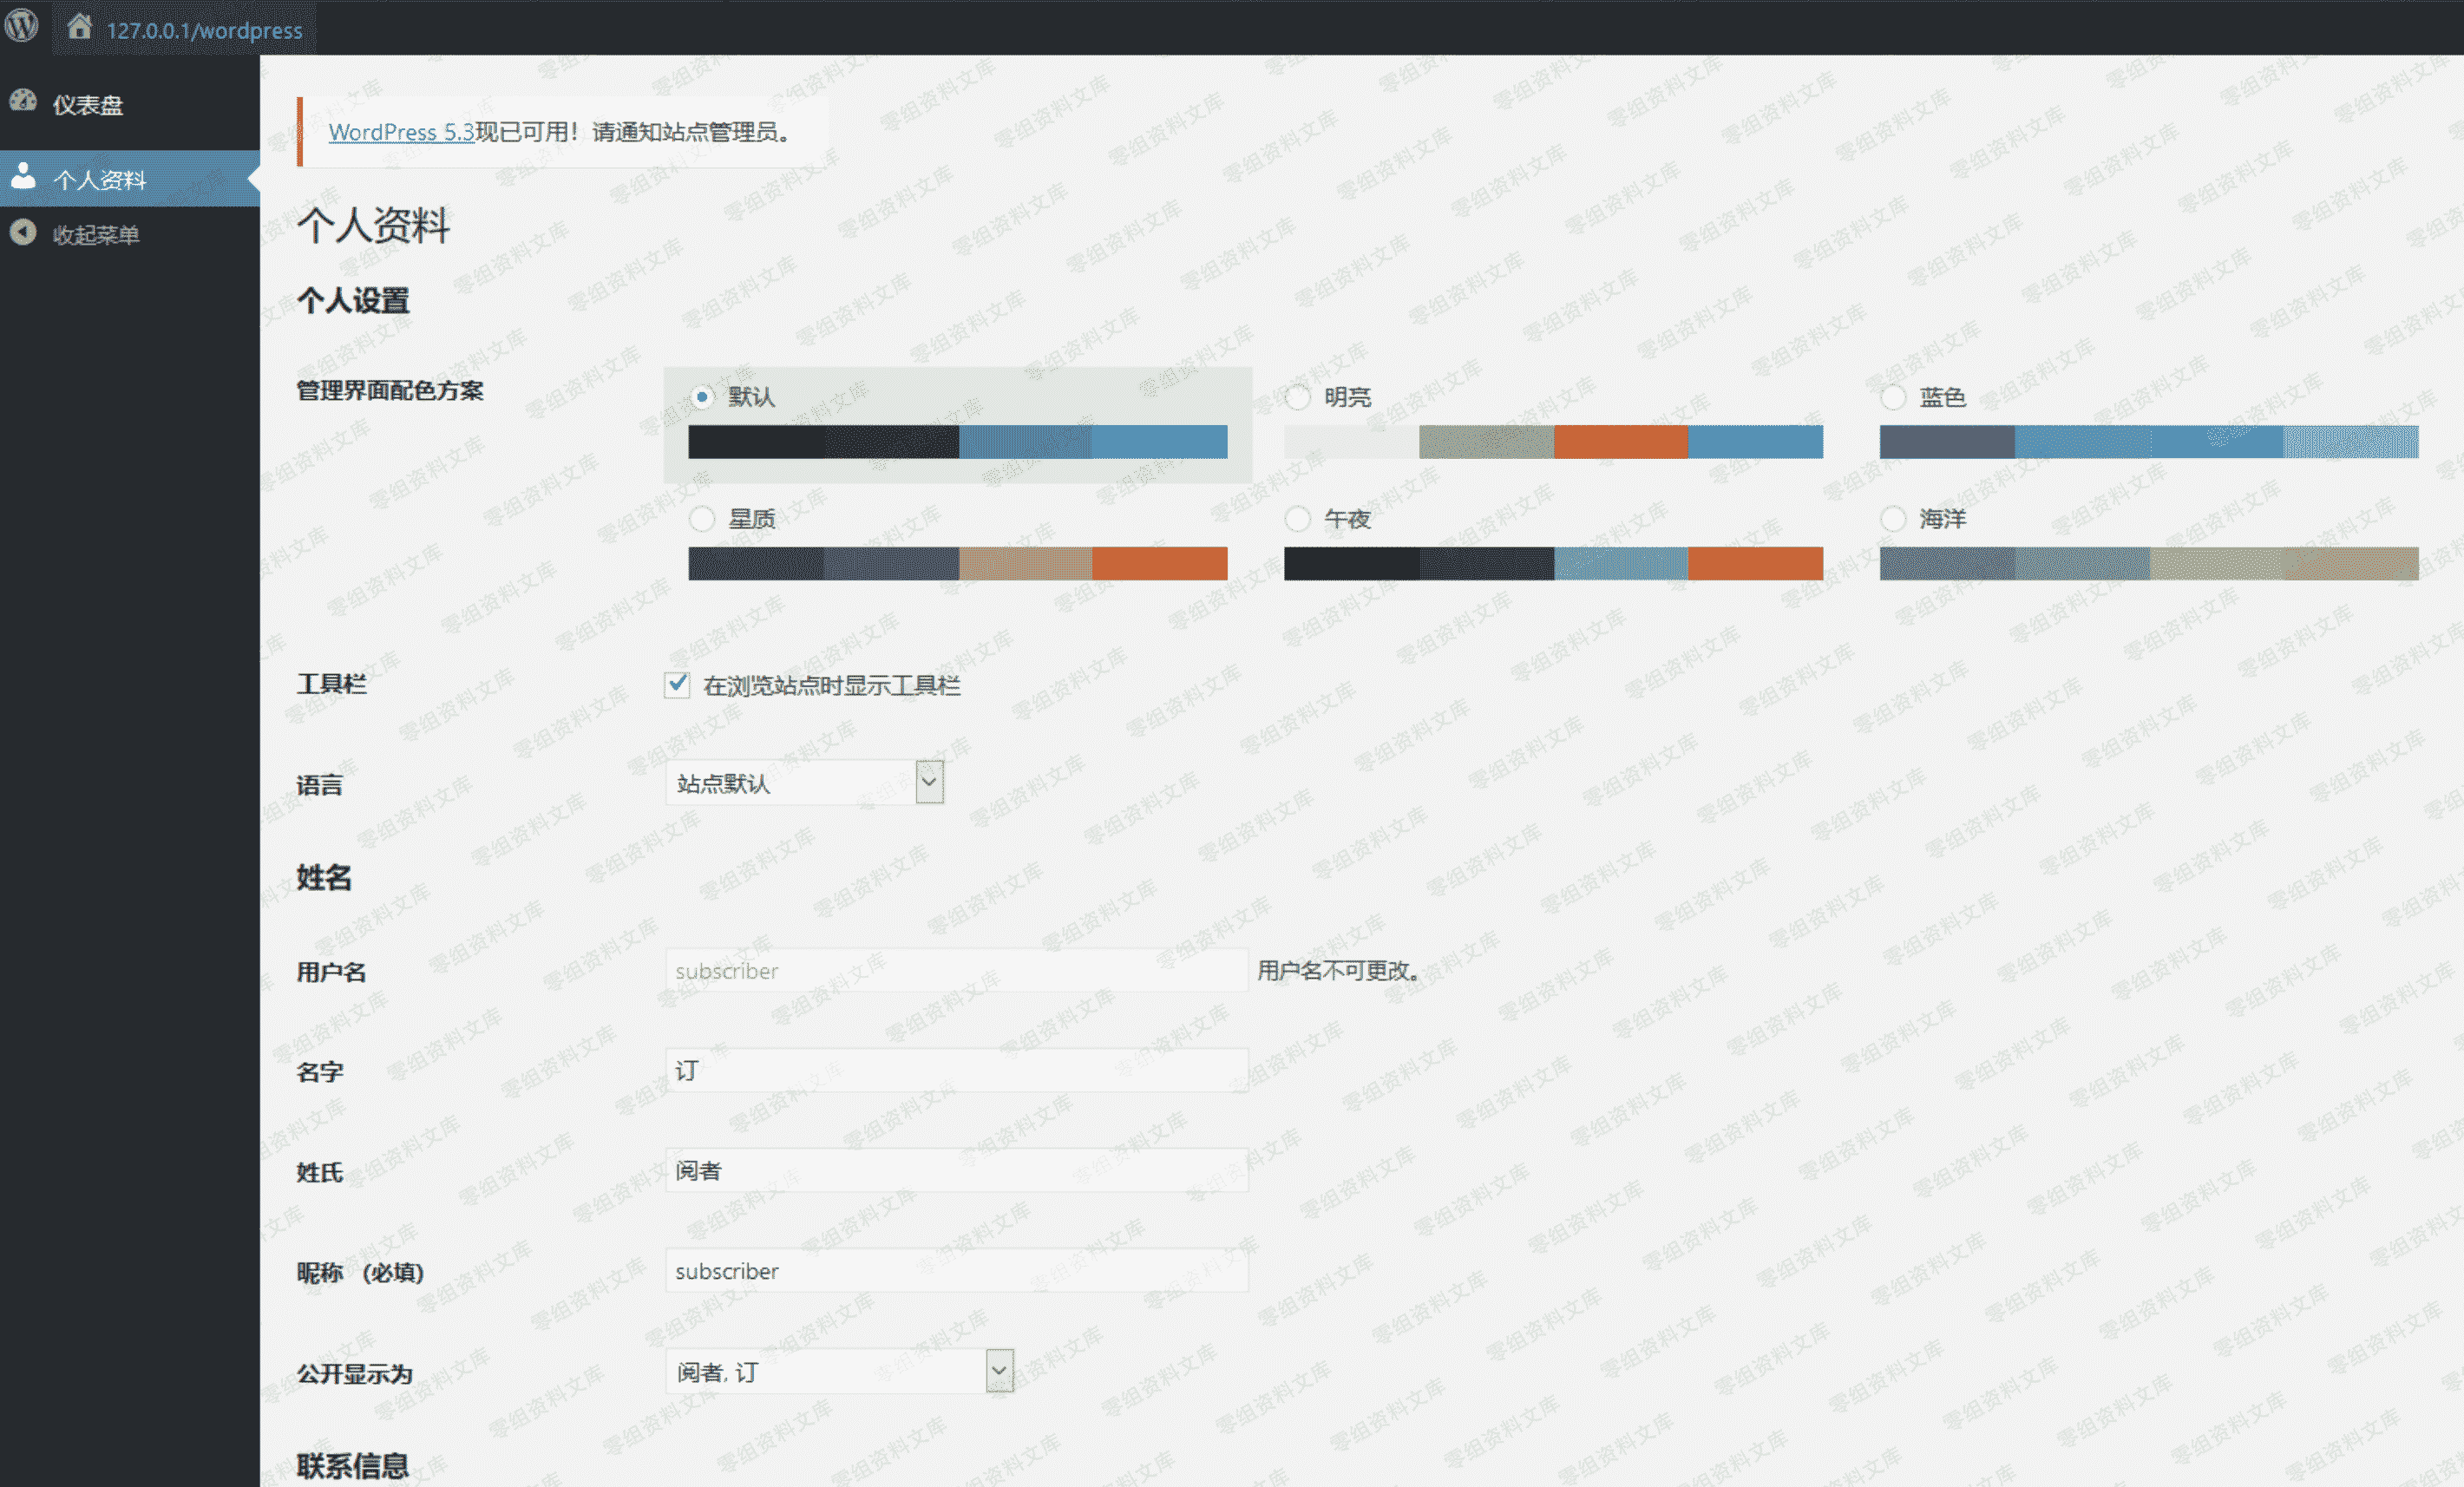 127.0.0.1/wordpress
仪表盘
个人资料
收起菜单
WordPress 5.3现已可用！请通知站点管理员。
个人资料
个人设置
管理界面配色方案
默认
明亮
蓝色
星质
午夜
海洋
工具栏
在浏览站点时显示工具栏
语言
站点默认
姓名
用户名
subscriber
用户名不可更改。
名字
订
姓氏
阅者
昵称 (必填)
subscriber
公开显示为
阅者, 订
联系信息
零组资料文库